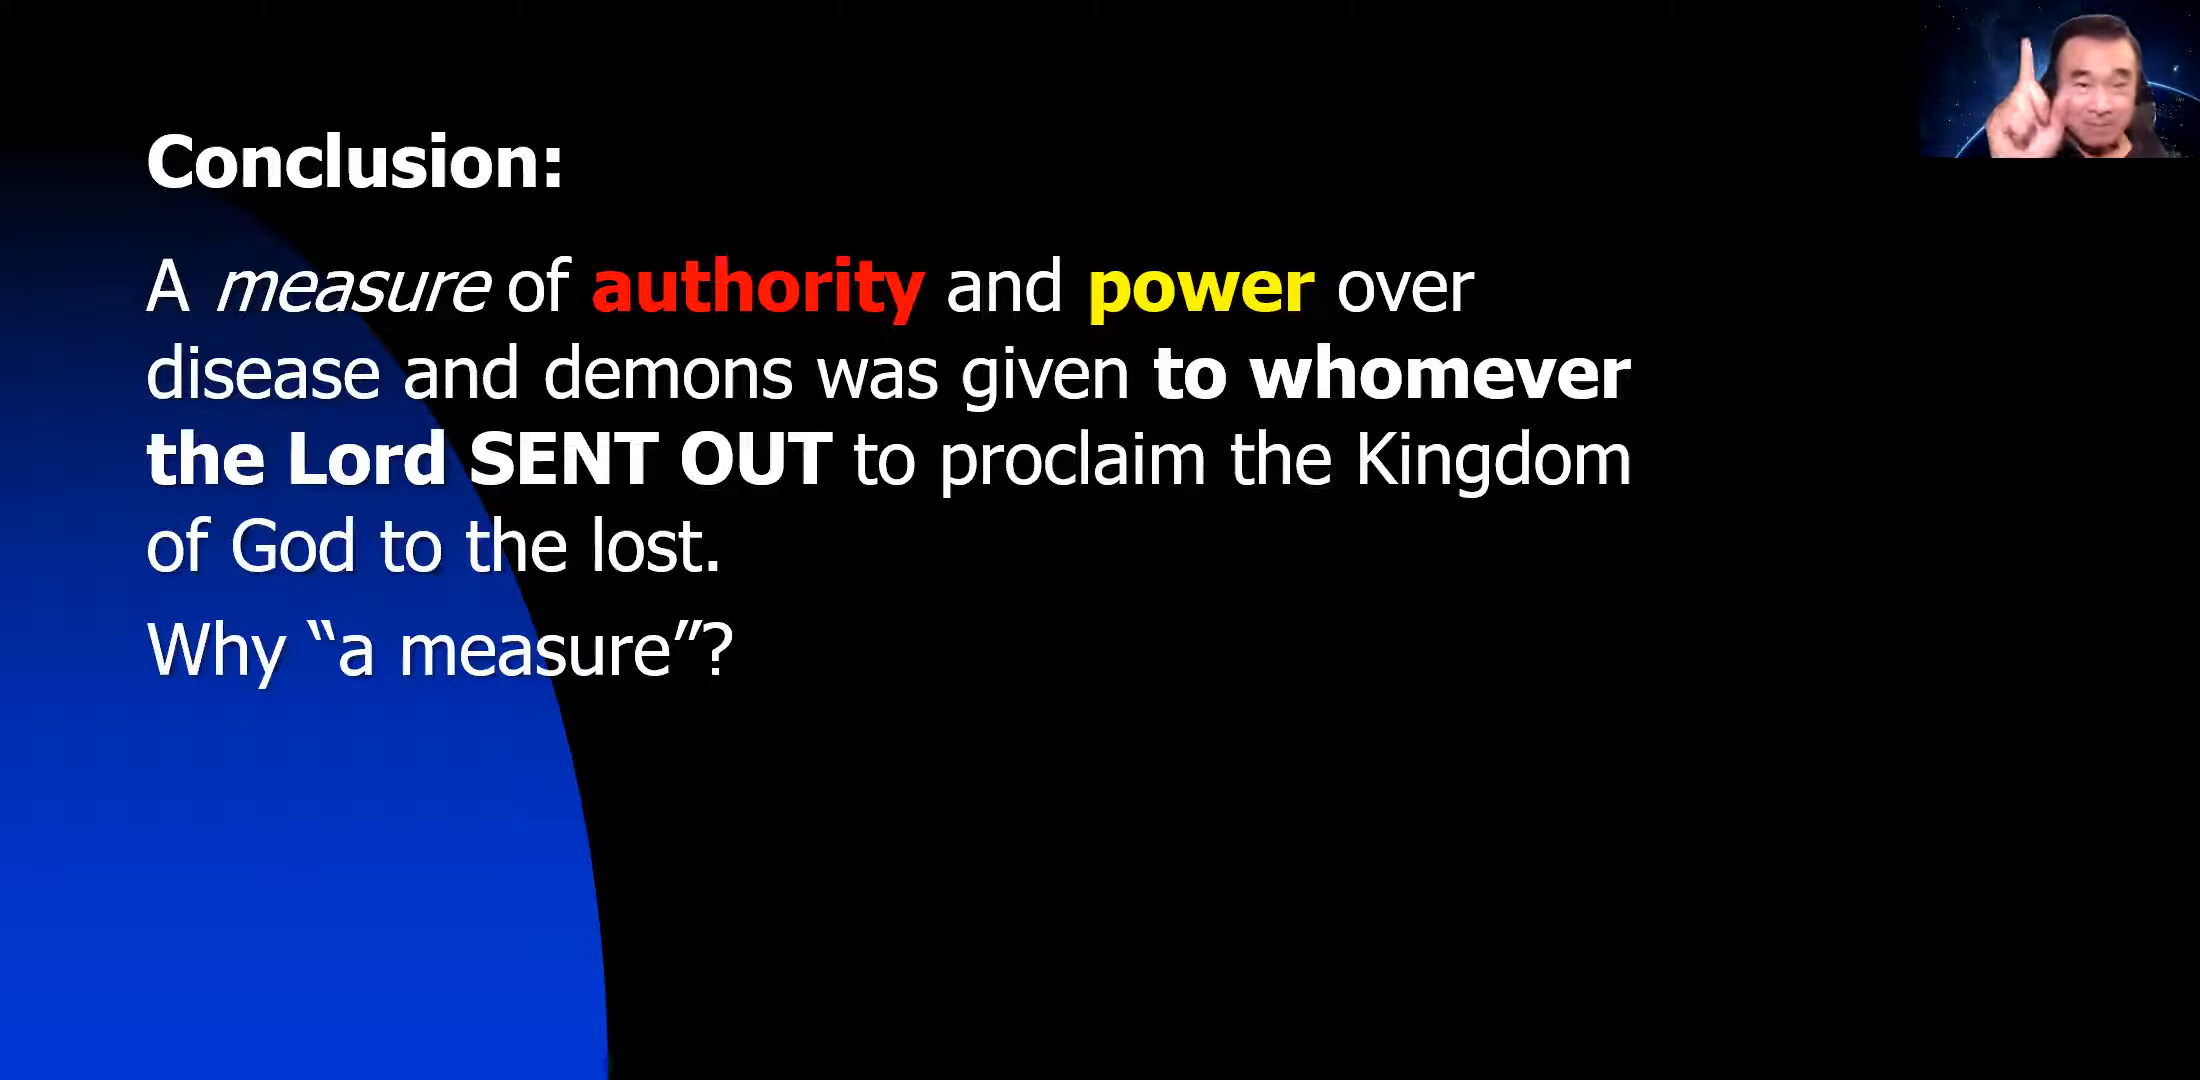 Conclusion:
A measure of authority and power over
disease and demons was given to whomever
the Lord SENT OUT to proclaim the Kingdom
of God to the lost.
Why “a measure”?